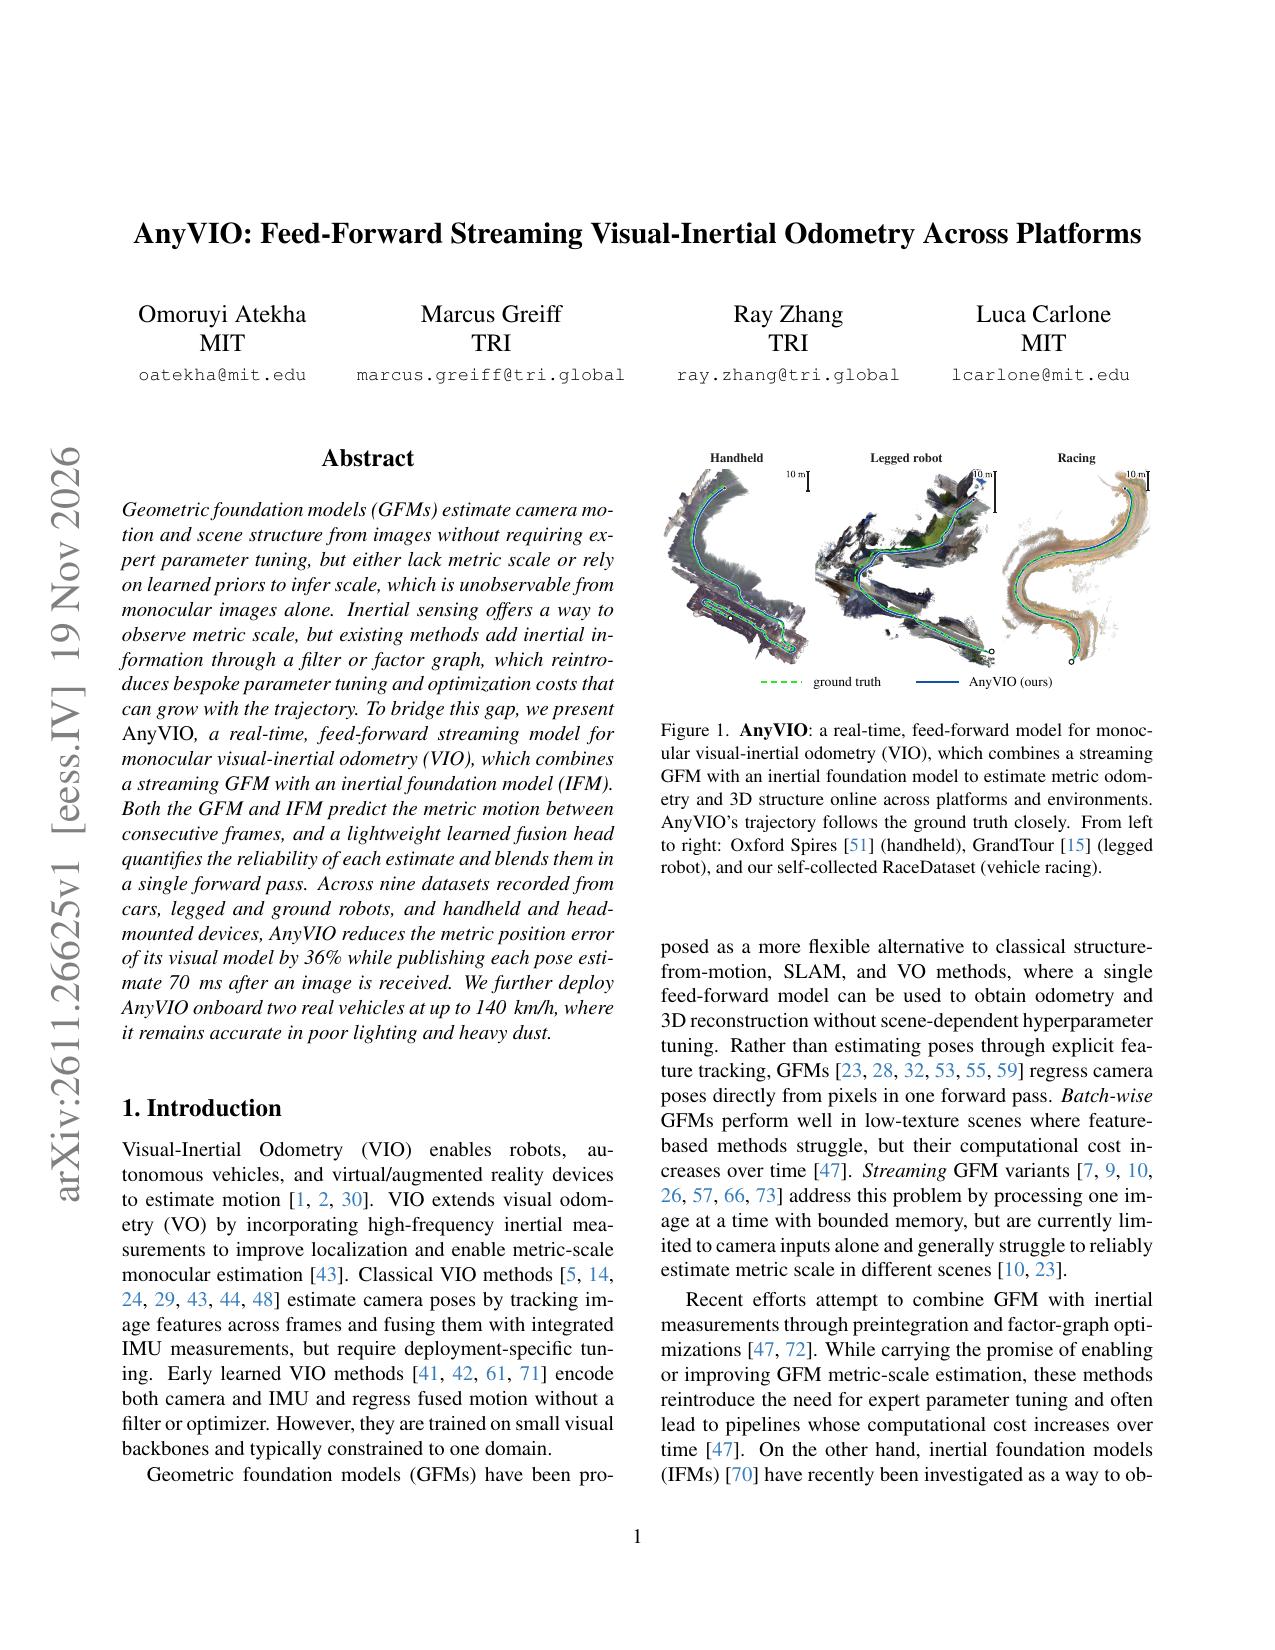 AnyVIO: Feed-Forward Streaming Visual-Inertial Odometry Across Platforms
Omoruyi Atekha
MIT
oatekha@mit.edu
Marcus Greiff
TRI
marcus.greiff@tri.global
Ray Zhang
TRI
ray.zhang@tri.global
Luca Carlone
MIT
lcarlone@mit.edu
arXiv:2611.26625v1 [eess.IV] 19 Nov 2026
Abstract
Geometric foundation models (GFMs) estimate camera mo-
tion and scene structure from images without requiring ex-
pert parameter tuning, but either lack metric scale or rely
on learned priors to infer scale, which is unobservable from
monocular images alone. Inertial sensing offers a way to
observe metric scale, but existing methods add inertial in-
formation through a filter or factor graph, which reintro-
duces bespoke parameter tuning and optimization costs that
can grow with the trajectory. To bridge this gap, we present
AnyVIO, a real-time, feed-forward streaming model for
monocular visual-inertial odometry (VIO), which combines
a streaming GFM with an inertial foundation model (IFM).
Both the GFM and IFM predict the metric motion between
consecutive frames, and a lightweight learned fusion head
quantifies the reliability of each estimate and blends them in
a single forward pass. Across nine datasets recorded from
cars, legged and ground robots, and handheld and head-
mounted devices, AnyVIO reduces the metric position error
of its visual model by 36% while publishing each pose esti-
mate 70 ms after an image is received. We further deploy
AnyVIO onboard two real vehicles at up to 140 km/h, where
it remains accurate in poor lighting and heavy dust.
1. Introduction
Visual-Inertial Odometry (VIO) enables robots, au-
tonomous vehicles, and virtual/augmented reality devices
to estimate motion [1, 2, 30]. VIO extends visual odom-
etry (VO) by incorporating high-frequency inertial mea-
surements to improve localization and enable metric-scale
monocular estimation [43]. Classical VIO methods [5, 14,
24, 29, 43, 44, 48] estimate camera poses by tracking im-
age features across frames and fusing them with integrated
IMU measurements, but require deployment-specific tun-
ing. Early learned VIO methods [41, 42, 61, 71] encode
both camera and IMU and regress fused motion without a
filter or optimizer. However, they are trained on small visual
backbones and typically constrained to one domain.
Geometric foundation models (GFMs) have been pro-
Handheld
10 m
Legged robot
10 m
Racing
10 m
ground truth
AnyVIO (ours)
Figure 1. AnyVIO: a real-time, feed-forward model for monoc-
ular visual-inertial odometry (VIO), which combines a streaming
GFM with an inertial foundation model to estimate metric odom-
etry and 3D structure online across platforms and environments.
AnyVIO's trajectory follows the ground truth closely. From left
to right: Oxford Spires [51] (handheld), GrandTour [15] (legged
robot), and our self-collected RaceDataset (vehicle racing).
posed as a more flexible alternative to classical structure-
from-motion, SLAM, and VO methods, where a single
feed-forward model can be used to obtain odometry and
3D reconstruction without scene-dependent hyperparameter
tuning. Rather than estimating poses through explicit fea-
ture tracking, GFMs [23, 28, 32, 53, 55, 59] regress camera
poses directly from pixels in one forward pass. Batch-wise
GFMs perform well in low-texture scenes where feature-
based methods struggle, but their computational cost in-
creases over time [47]. Streaming GFM variants [7, 9, 10,
26, 57, 66, 73] address this problem by processing one im-
age at a time with bounded memory, but are currently lim-
ited to camera inputs alone and generally struggle to reliably
estimate metric scale in different scenes [10, 23].
Recent efforts attempt to combine GFM with inertial
measurements through preintegration and factor-graph opti-
mizations [47, 72]. While carrying the promise of enabling
or improving GFM metric-scale estimation, these methods
reintroduce the need for expert parameter tuning and often
lead to pipelines whose computational cost increases over
time [47]. On the other hand, inertial foundation models
(IFMs) [70] have recently been investigated as a way to ob-
1